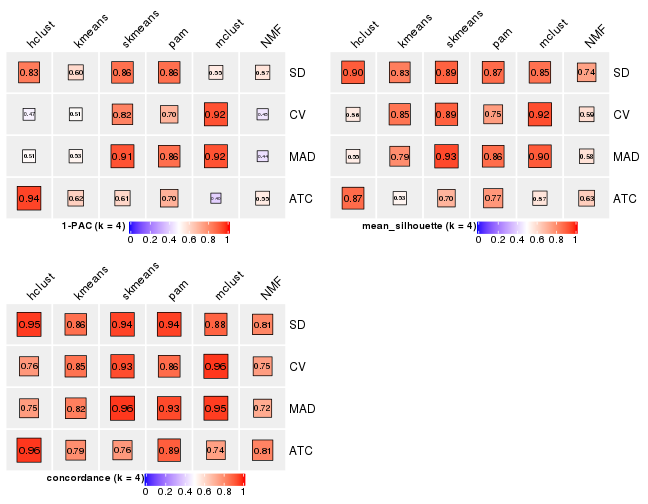 hclust kmeans skmeans pam mclust NMF
0.83 0.60 0.86 0.86 0.55 0.57 SD
0.47 0.51 0.82 0.70 0.92 CV
0.51 0.53 0.91 0.86 0.92 0.44 MAD
0.94 0.62 0.61 0.70 0.55 ATC
1-PAC (k = 4)
0 0.2 0.4 0.6 0.8 1
hclust kmeans skmeans pam mclust NMF
0.90 0.83 0.89 0.87 0.85 0.74 SD
0.56 0.85 0.89 0.75 0.92 0.59 CV
0.55 0.79 0.93 0.86 0.90 0.58 MAD
0.87 0.53 0.70 0.77 0.57 0.63 ATC
mean_silhouette (k = 4)
0 0.2 0.4 0.6 0.8 1
hclust kmeans skmeans pam mclust NMF
0.95 0.86 0.94 0.94 0.88 0.81 SD
0.76 0.85 0.93 0.86 0.96 0.75 CV
0.75 0.82 0.96 0.93 0.95 0.72 MAD
0.96 0.79 0.76 0.89 0.74 0.81 ATC
concordance (k = 4)
0 0.2 0.4 0.6 0.8 1